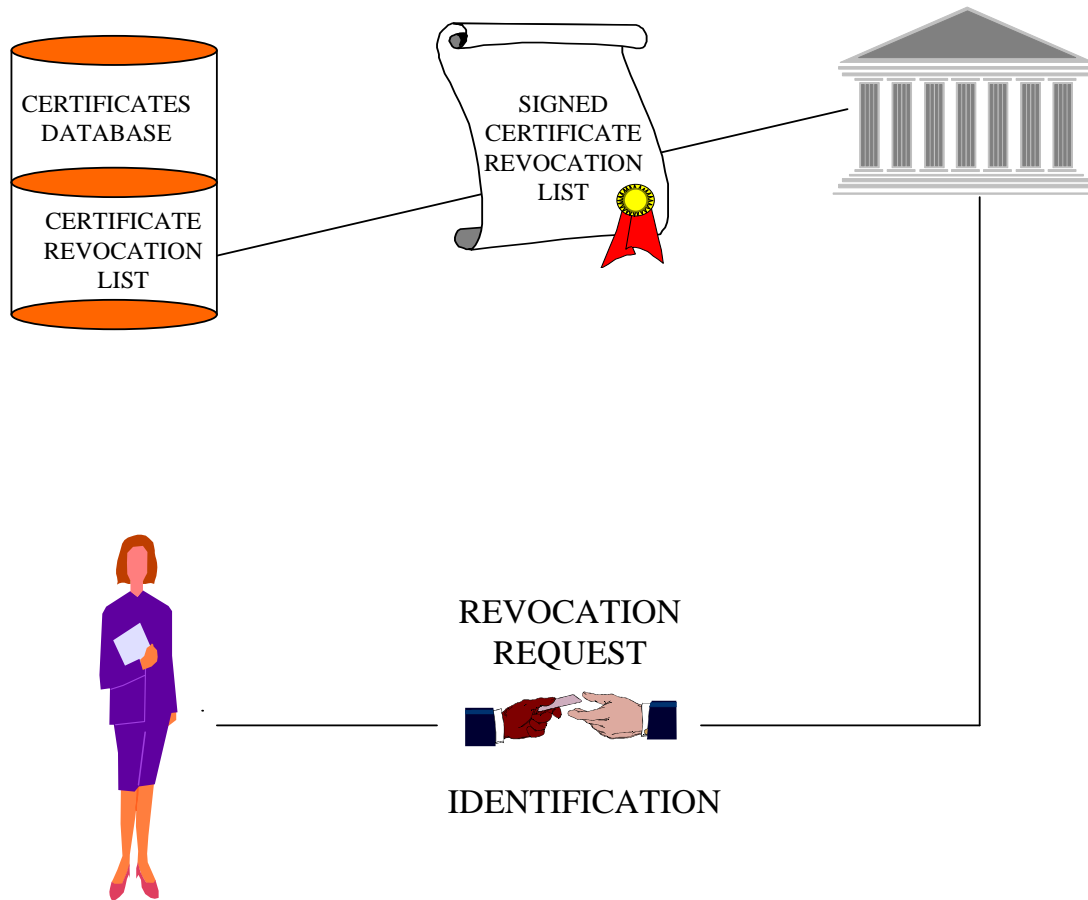 CERTIFICATES
DATABASE
CERTIFICATE
REVOCATION
LIST
SIGNED
CERTIFICATE
REVOCATION
LIST
REVOCATION
REQUEST
IDENTIFICATION